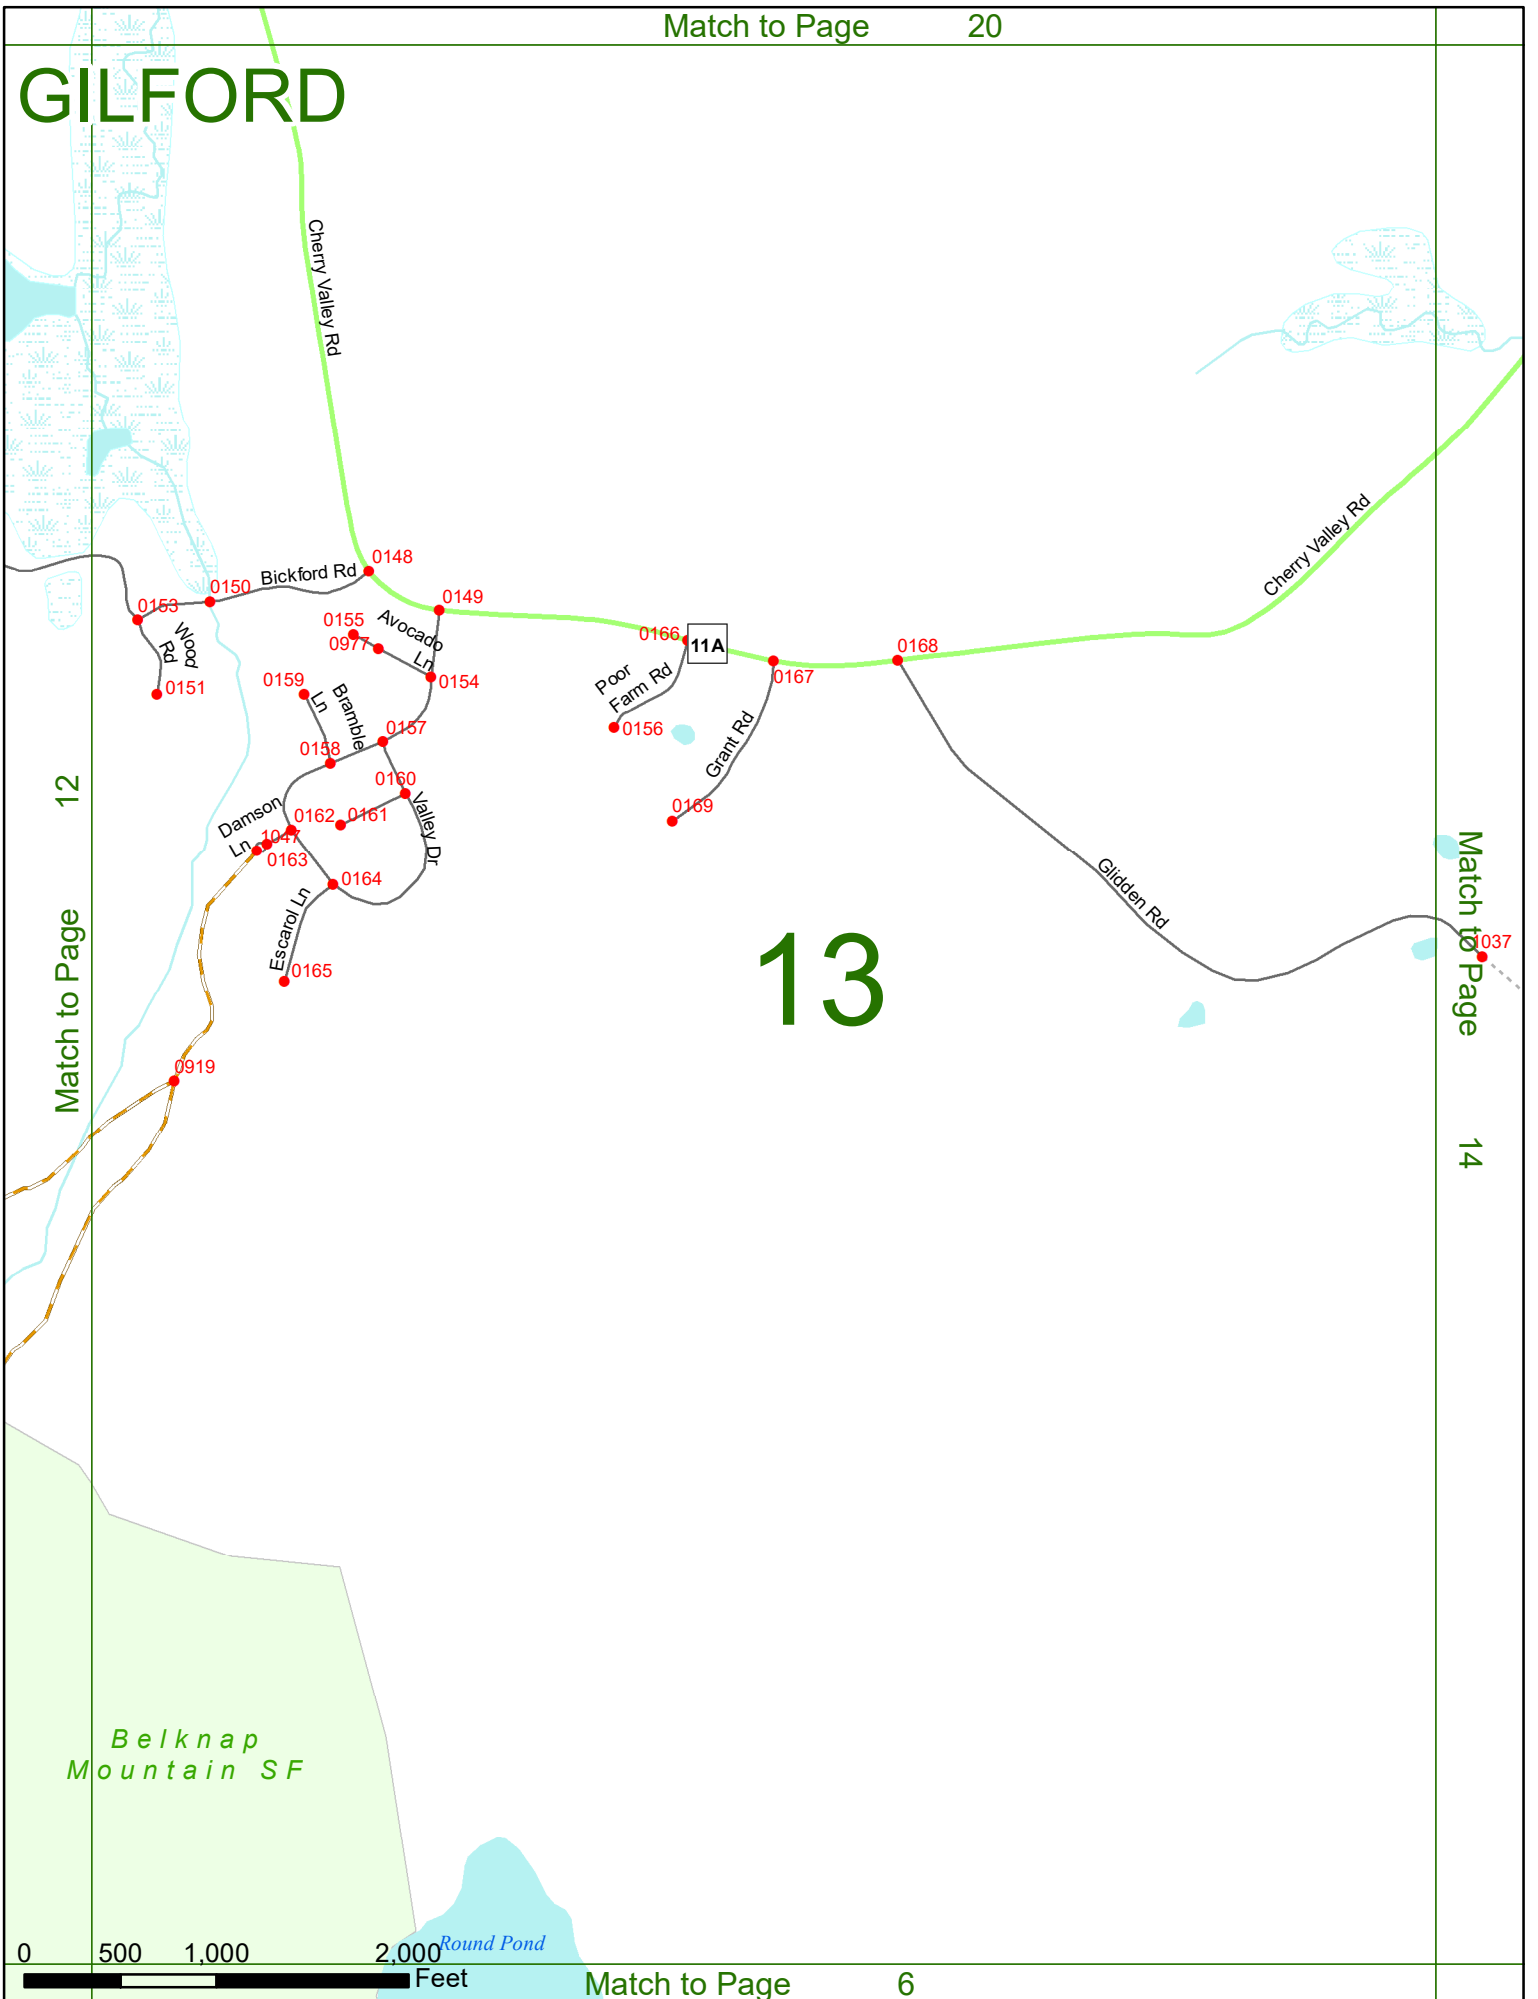 Match to Page 20
GILFORD
Cherry Valley Rd
Cherry Valley Rd
0148
Bickford Rd
0150
0149
0153
Wood
Rd
0151
0155
Avocado
Ln
0977
0154
0166
11A
0168
0167
Poor
Farm Rd
0156
0159
Bramble
Ln
0157
0158
Grant Rd
0160
0169
12
Damson
Ln
0162
0161
Valley Dr
1047
0163
0164
Glidden Rd
Escarol Ln
0165
13
1037
Match to Page
Match to Page
14
0919
Belknap
Mountain SF
Round Pond
0 500 1,000 2,000
Feet
Match to Page 6